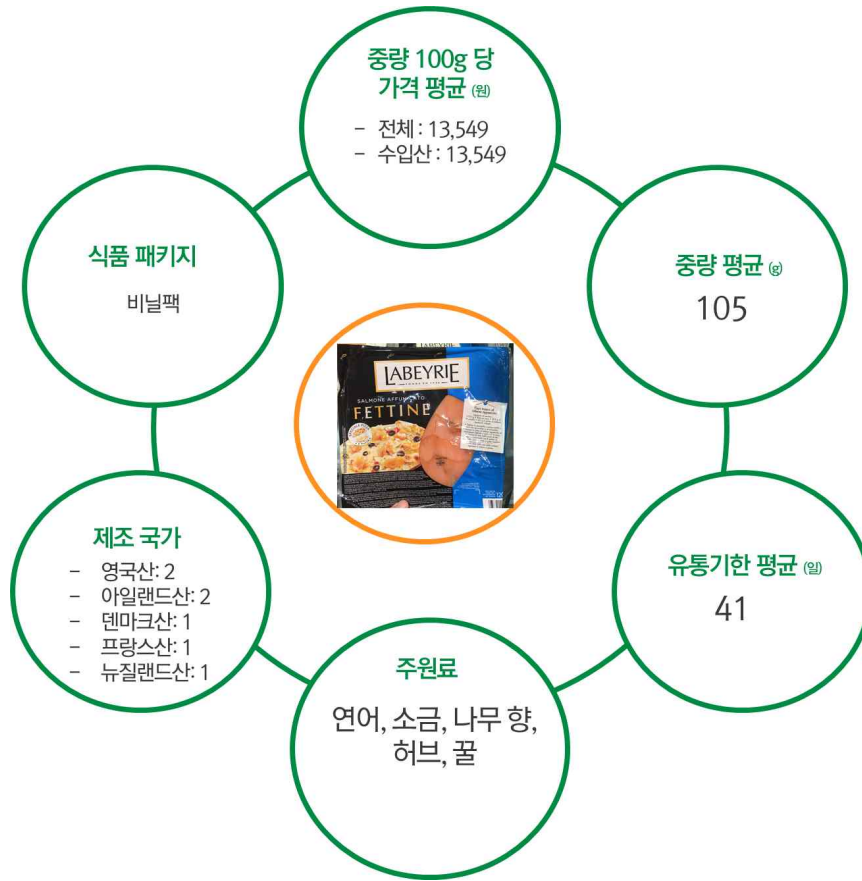 중량 100g 당
가격 평균 (원)
- 전체 : 13,549
- 수입산 : 13,549
식품 패키지
비닐팩
중량 평균 (g)
105
LABEYRIE
SALMONE AFFUMICATO
FETTINE
제조 국가
- 영국산: 2
- 아일랜드산: 2
- 덴마크산: 1
- 프랑스산: 1
- 뉴질랜드산: 1
유통기한 평균 (일)
41
주원료
연어, 소금, 나무 향,
허브, 꿀